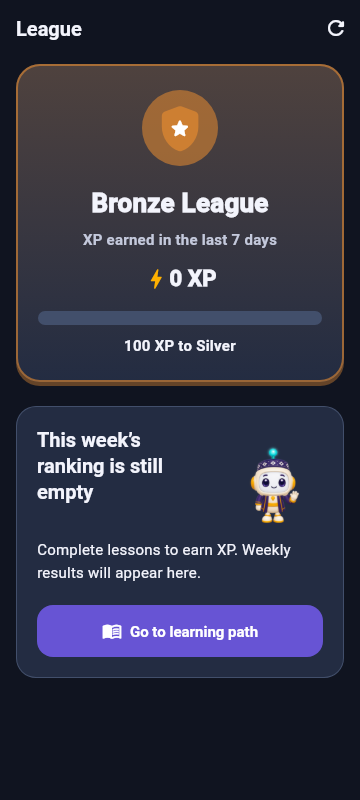 League
Bronze League
XP earned in the last 7 days
0 XP
100 XP to Silver
This week’s
ranking is still
empty
Complete lessons to earn XP. Weekly
results will appear here.
Go to learning path